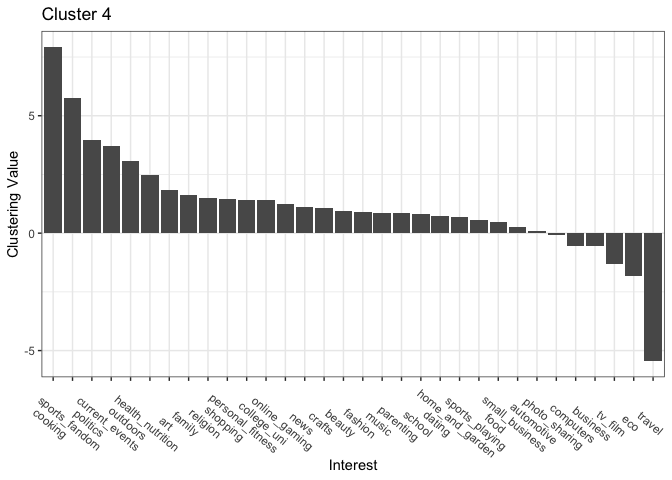 Cluster 4
Clustering Value
5
0
-5
cooking
sports_fandom
politics
current_events
outdoors
health_nutrition
art
family
religion
shopping
personal_fitness
college_uni
online_gaming
news
crafts
beauty
fashion
music
parenting
school
dating
home_and_garden
sports_playing
food
small_business
automotive
photo_sharing
computers
business
tv_film
eco
travel
Interest